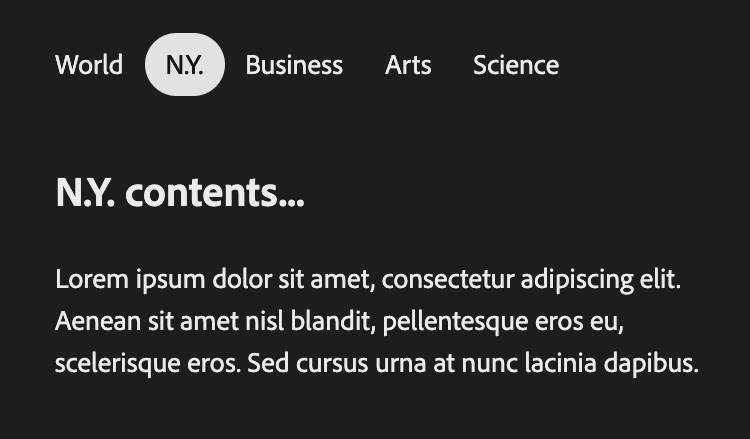 World N.Y. Business Arts Science
N.Y. contents...
Lorem ipsum dolor sit amet, consectetur adipiscing elit.
Aenean sit amet nisl blandit, pellentesque eros eu,
scelerisque eros. Sed cursus urna at nunc lacinia dapibus.